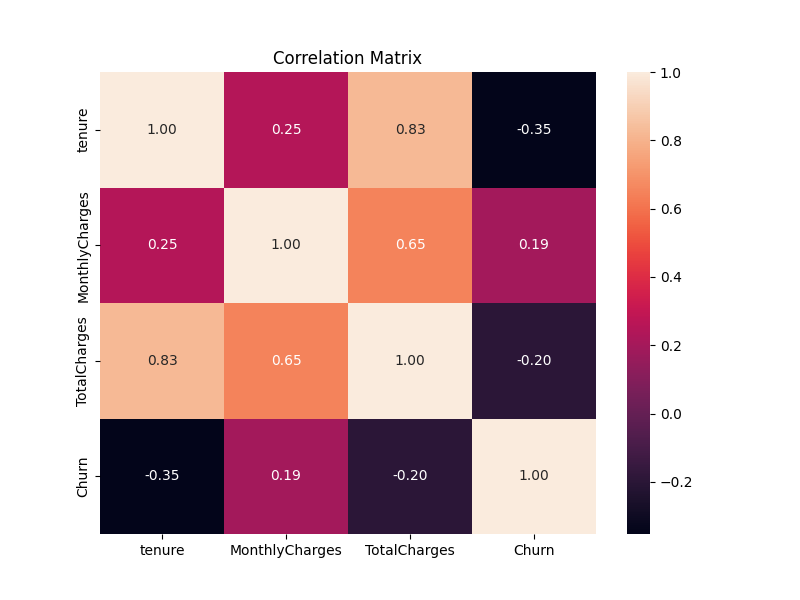 Correlation Matrix
tenure
1.00 0.25 0.83 -0.35
MonthlyCharges
0.25 1.00 0.65 0.19
TotalCharges
0.83 0.65 1.00 -0.20
Churn
-0.35 0.19 -0.20 1.00
tenure MonthlyCharges TotalCharges Churn
1.0
0.8
0.6
0.4
0.2
0.0
−0.2